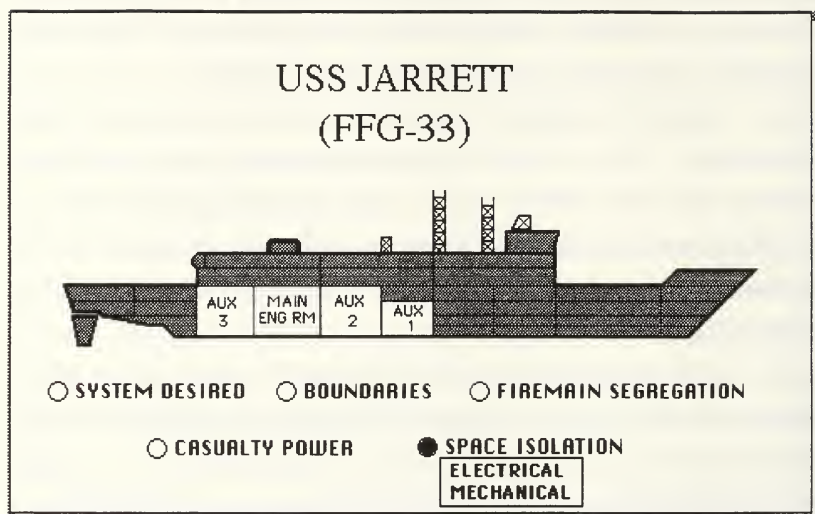 USS JARRETT
(FFG-33)
AUX 3
MAIN ENG RM
AUX 2
AUX 1
SYSTEM DESIRED
BOUNDARIES
FIREMAIN SEGREGATION
CASUALTY POWER
SPACE ISOLATION
ELECTRICAL
MECHANICAL